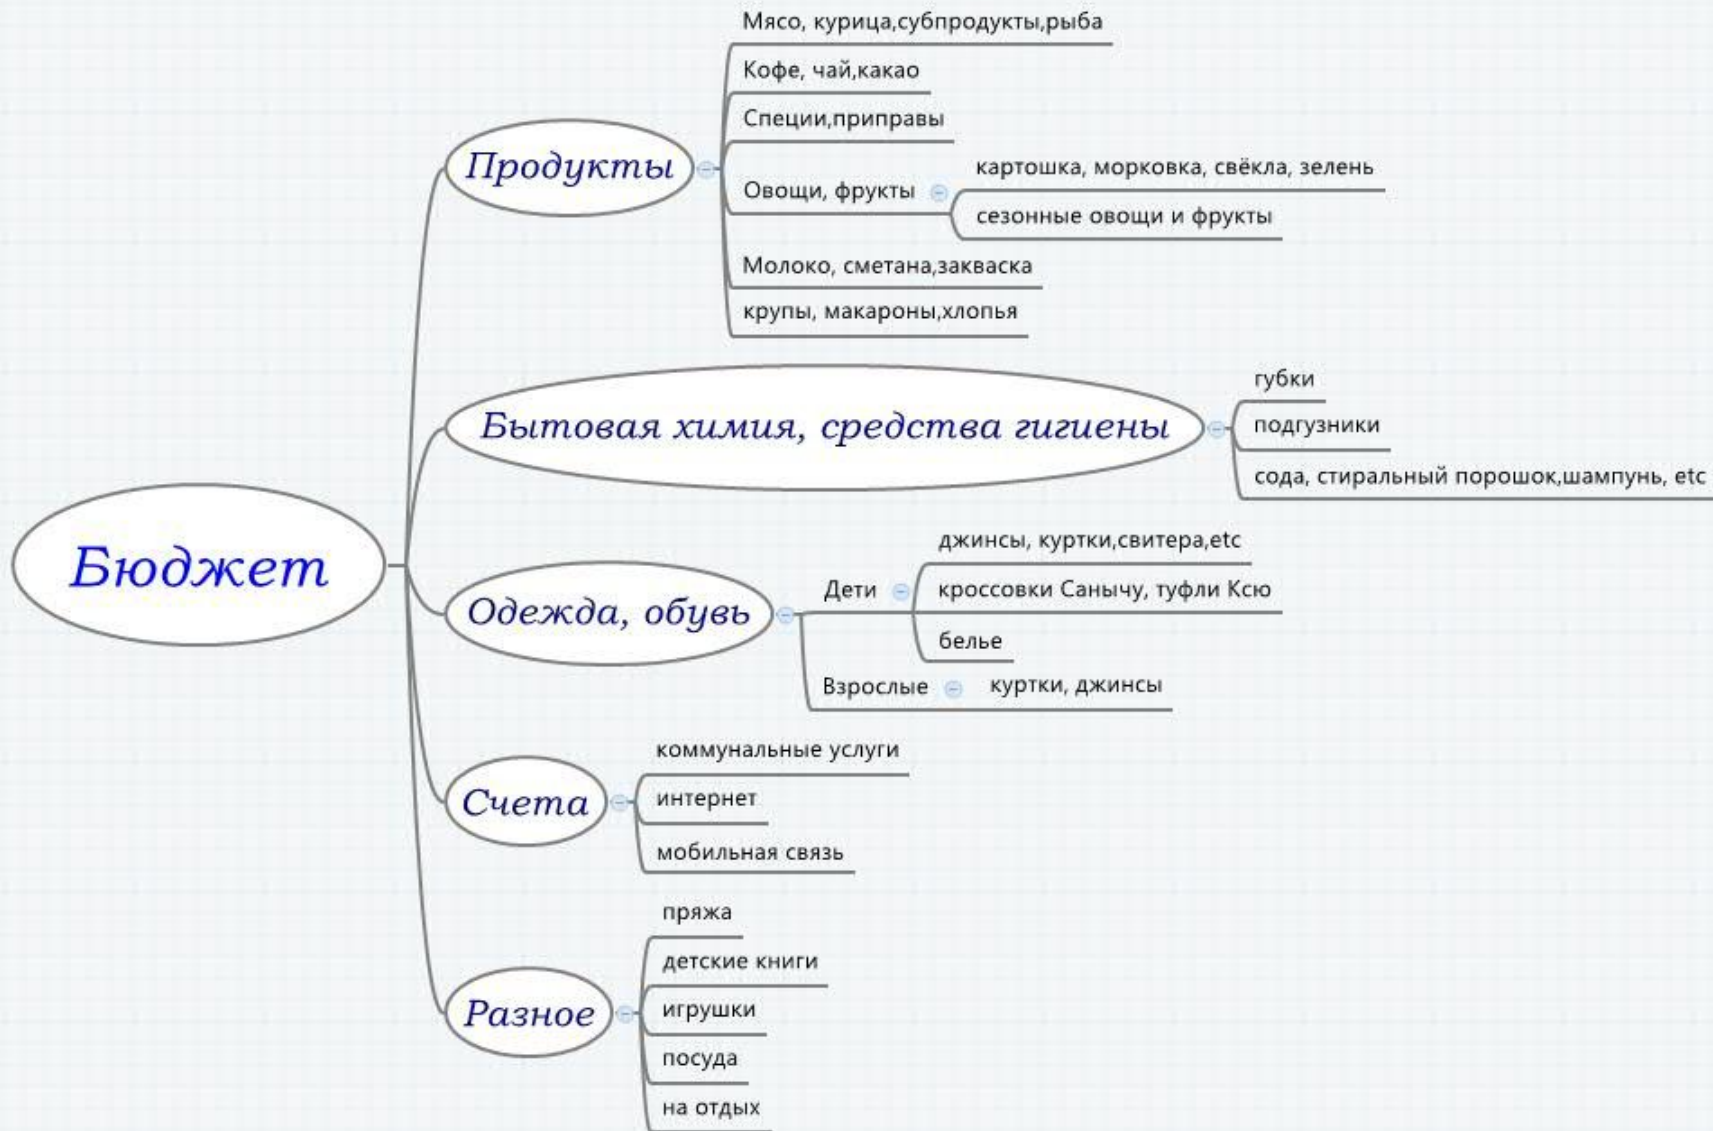 Бюджет
Продукты
Мясо, курица,субпродукты,рыба
Кофе, чай,какао
Специи,приправы
Овощи, фрукты
картошка, морковка, свёкла, зелень
сезонные овощи и фрукты
Молоко, сметана,закваска
крупы, макароны,хлопья
Бытовая химия, средства гигиены
губки
подгузники
сода, стиральный порошок,шампунь, etc
Одежда, обувь
Дети
джинсы, куртки,свитера,etc
кроссовки Санычу, туфли Ксю
белье
Взрослые
куртки, джинсы
Счета
коммунальные услуги
интернет
мобильная связь
Разное
пряжа
детские книги
игрушки
посуда
на отдых